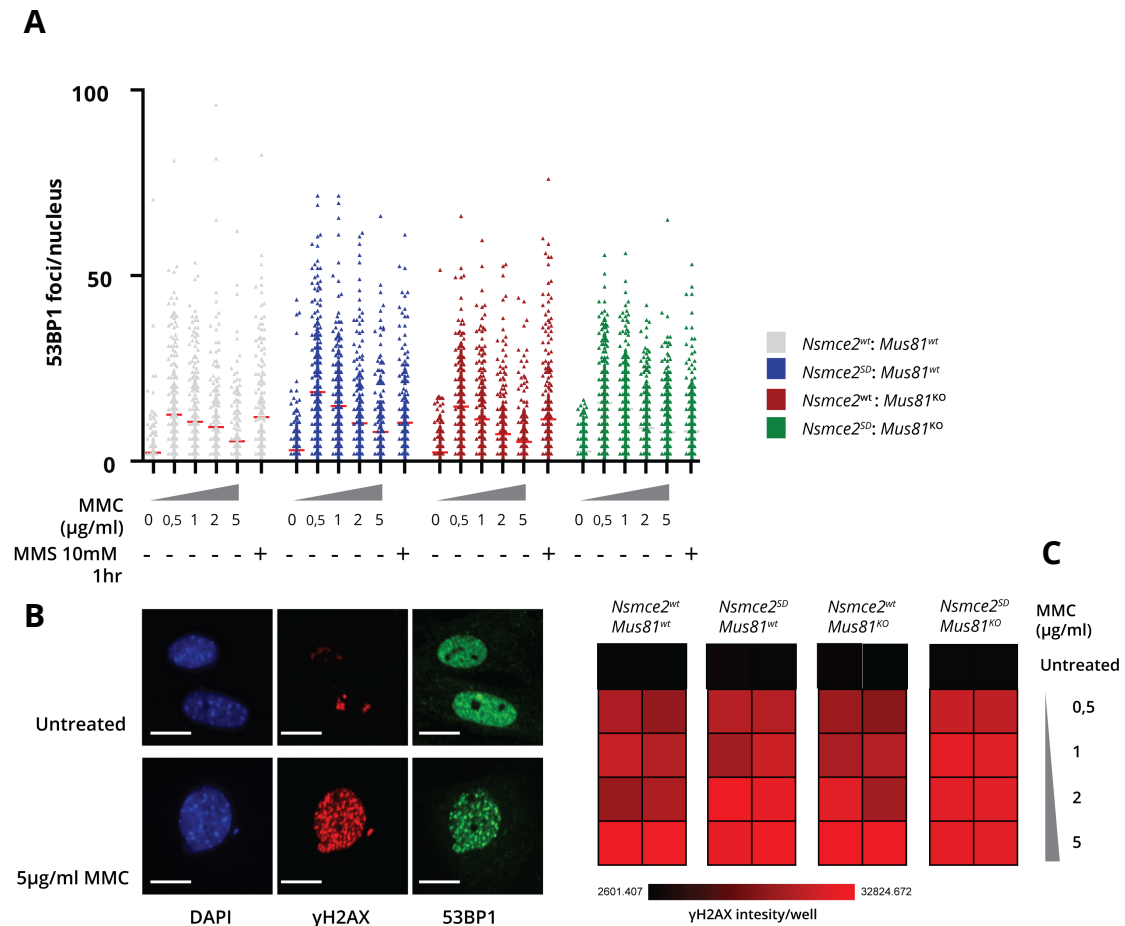 A
100
50
0
53BP1 foci/nucleus
Nsmce2wt: Mus81wt
Nsmce2SD: Mus81wt
Nsmce2wt: Mus81KO
Nsmce2SD: Mus81KO
MMC
(µg/ml)
0 0,5 1 2 5 0 0,5 1 2 5 0 0,5 1 2 5 0 0,5 1 2 5
MMS 10mM
1hr
- - - - - + - - - - - + - - - - - + - - - - - +
B
Untreated
5µg/ml MMC
DAPI γH2AX 53BP1
C
Nsmce2wt Nsmce2SD Nsmce2wt Nsmce2SD
Mus81wt Mus81wt Mus81KO Mus81KO
MMC
(µg/ml)
Untreated
0,5
1
2
5
2601.407 32824.672
γH2AX intesity/well